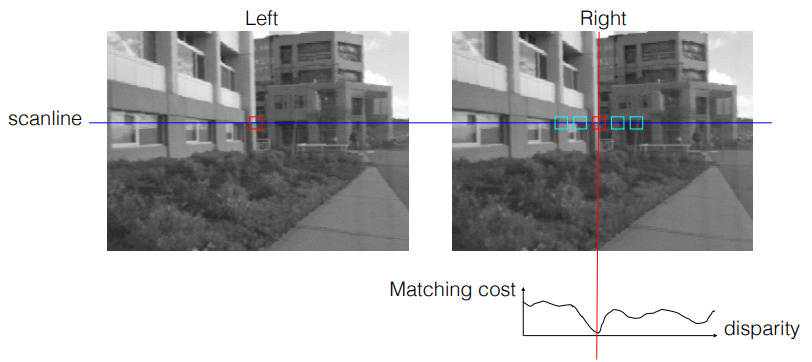 Left
Right
scanline
Matching cost
disparity